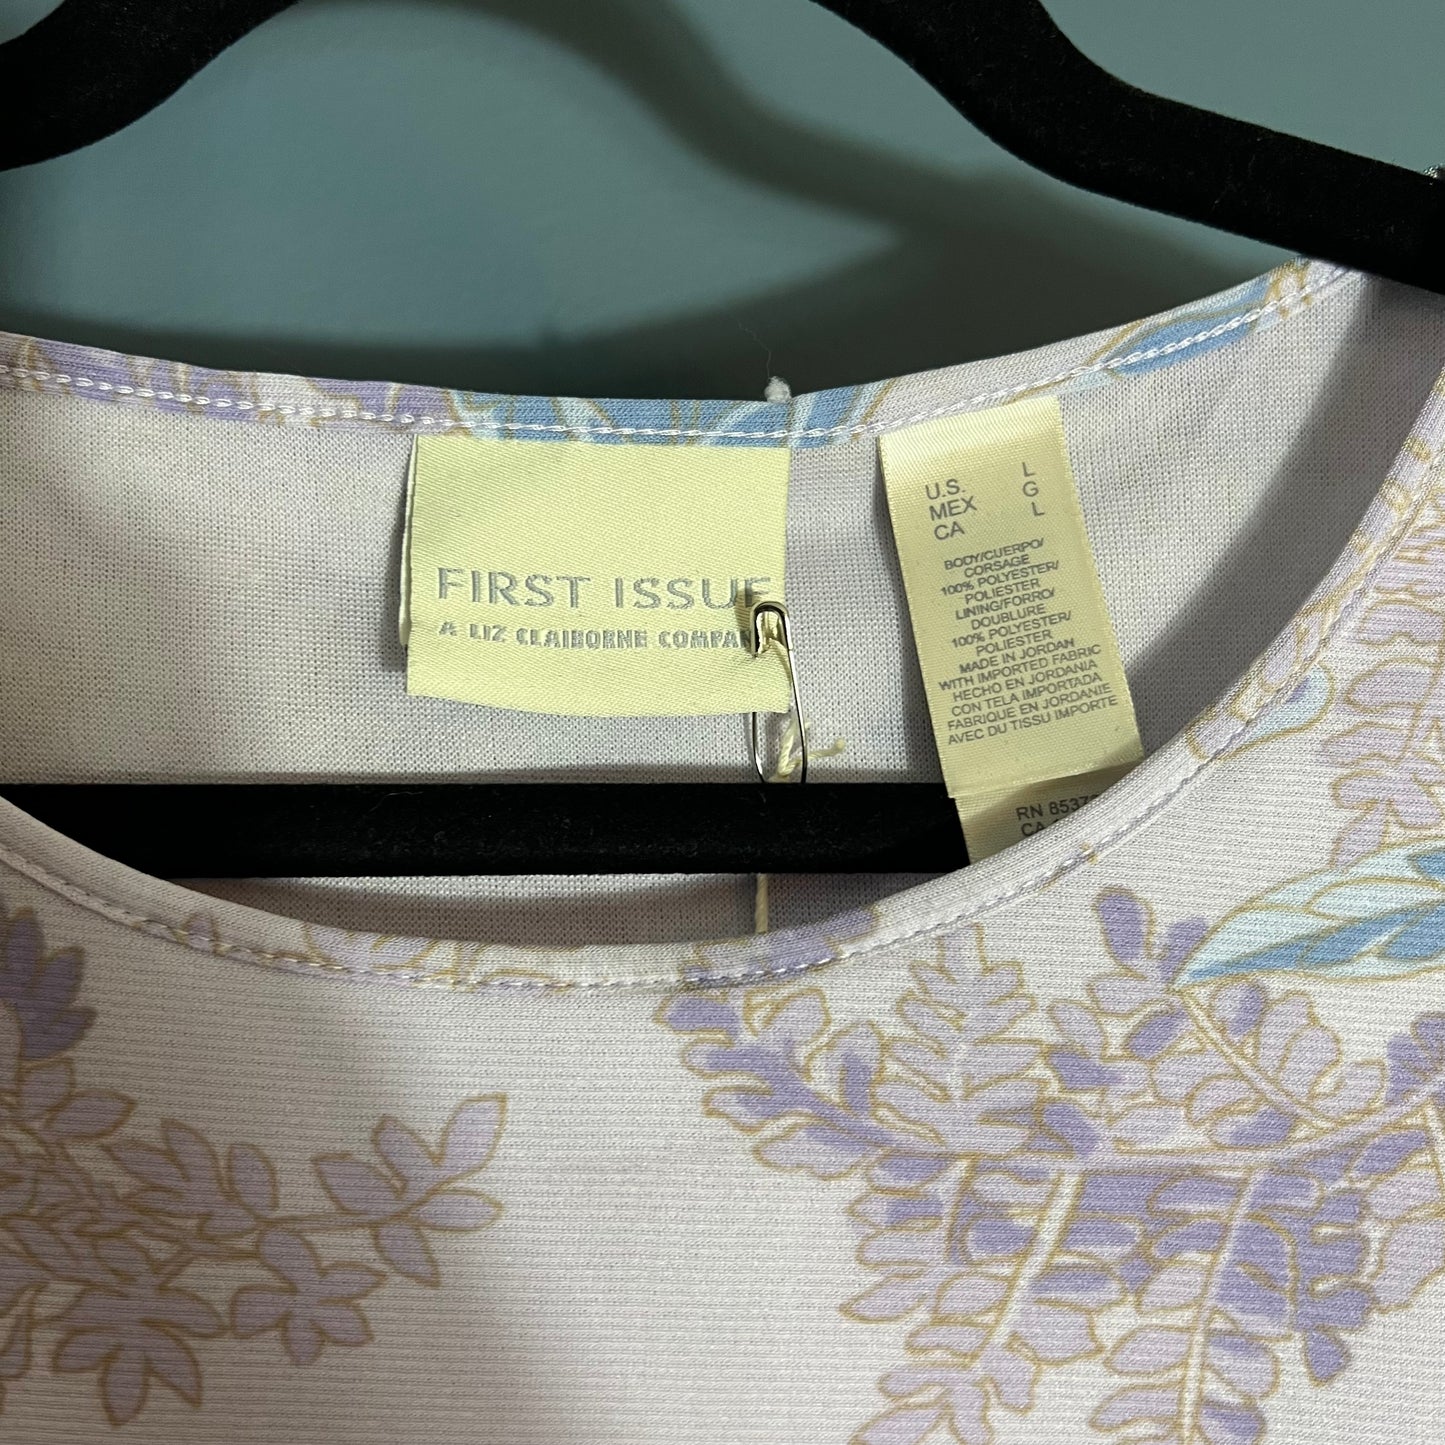 FIRST ISSUE
A LIZ CLAIBORNE
U.S. L
MEX G
CA L
BODY/CUERPO/
CORSAGE
100% POLYESTER/
POLIESTER
LINING/FORRO/
DOUBLURE
100% POLYESTER/
POLIESTER
MADE IN JORDAN
WITH IMPORTED FABRIC
HECHO EN JORDANIA
CON TELA IMPORTADA
FABRIQUE EN JORDANIE
AVEC DU TISSU IMPORTE
RN
CA